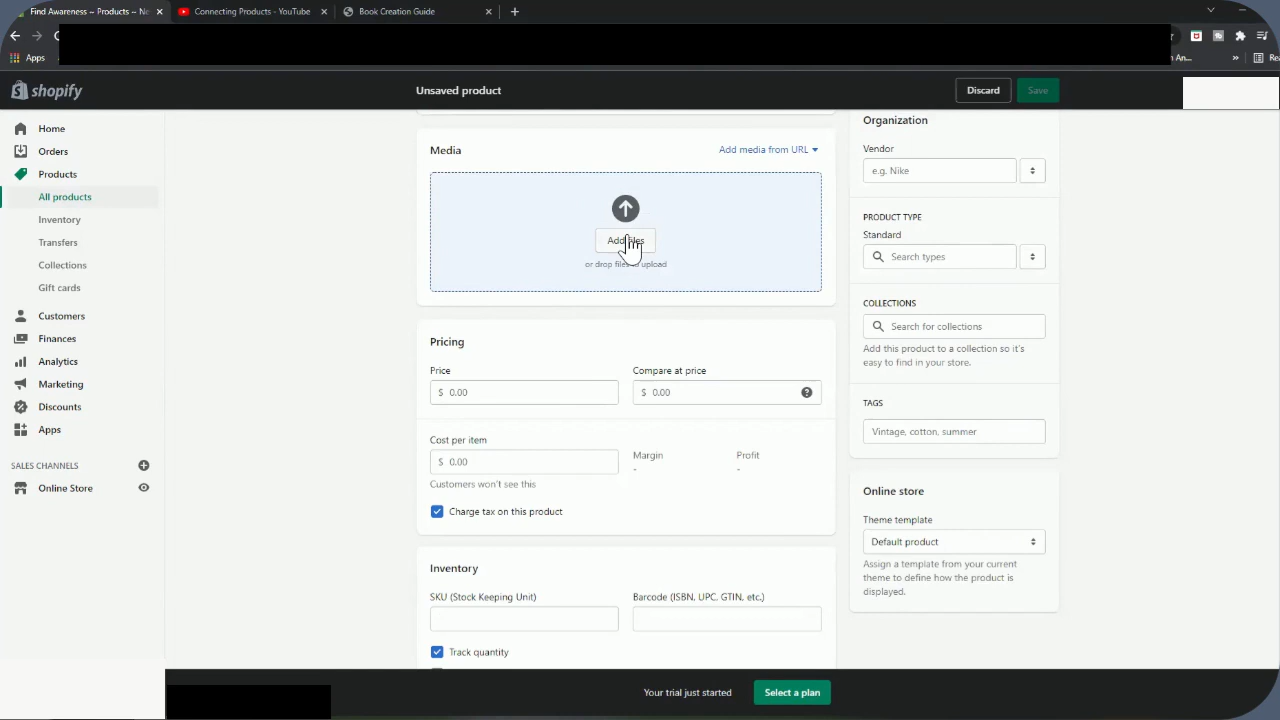 Find Awareness ~ Products ~ Ne
Connecting Products - YouTube
Book Creation Guide
Apps
An...
Rea
shopify
Unsaved product
Discard
Save
Home
Orders
Products
All products
Inventory
Transfers
Collections
Gift cards
Customers
Finances
Analytics
Marketing
Discounts
Apps
SALES CHANNELS
Online Store
Media
Add media from URL
Add files
or drop files to upload
Pricing
Price
Compare at price
$ 0.00
$ 0.00
Cost per item
$ 0.00
Margin
-
Profit
-
Customers won't see this
Charge tax on this product
Inventory
SKU (Stock Keeping Unit)
Barcode (ISBN, UPC, GTIN, etc.)
Track quantity
Organization
Vendor
e.g. Nike
PRODUCT TYPE
Standard
Search types
COLLECTIONS
Search for collections
Add this product to a collection so it's
easy to find in your store.
TAGS
Vintage, cotton, summer
Online store
Theme template
Default product
Assign a template from your current
theme to define how the product is
displayed.
Your trial just started
Select a plan